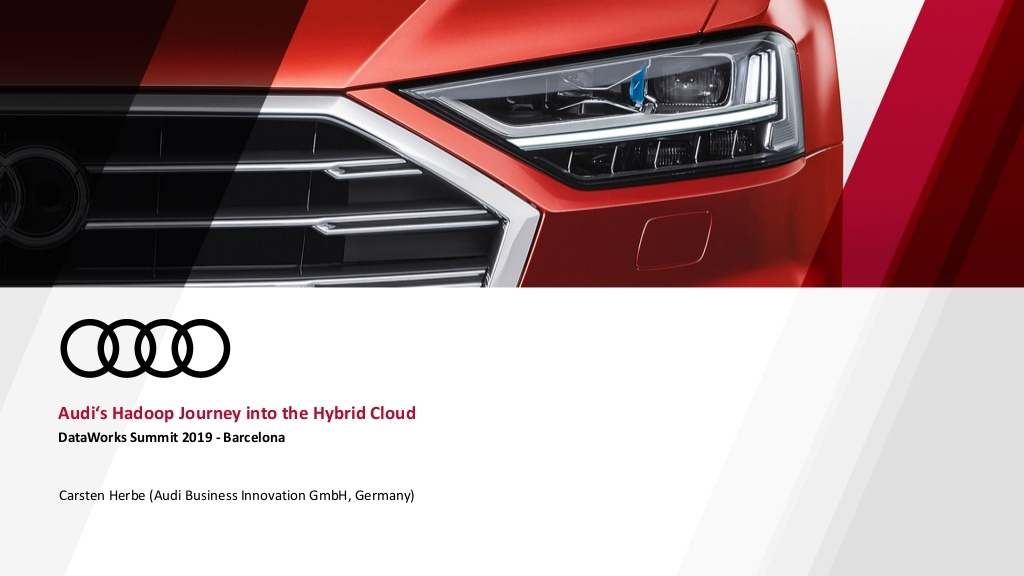 Audi‘s Hadoop Journey into the Hybrid Cloud
DataWorks Summit 2019 - Barcelona
Carsten Herbe (Audi Business Innovation GmbH, Germany)